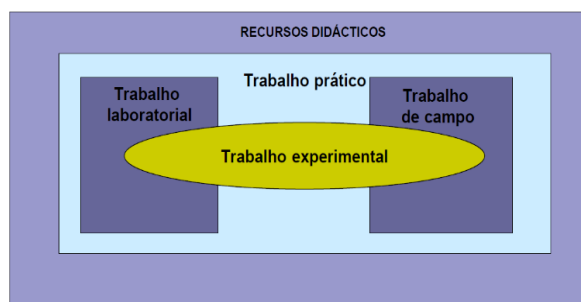 RECURSOS DIDÁCTICOS
Trabalho prático
Trabalho
laboratorial
Trabalho
de campo
Trabalho experimental